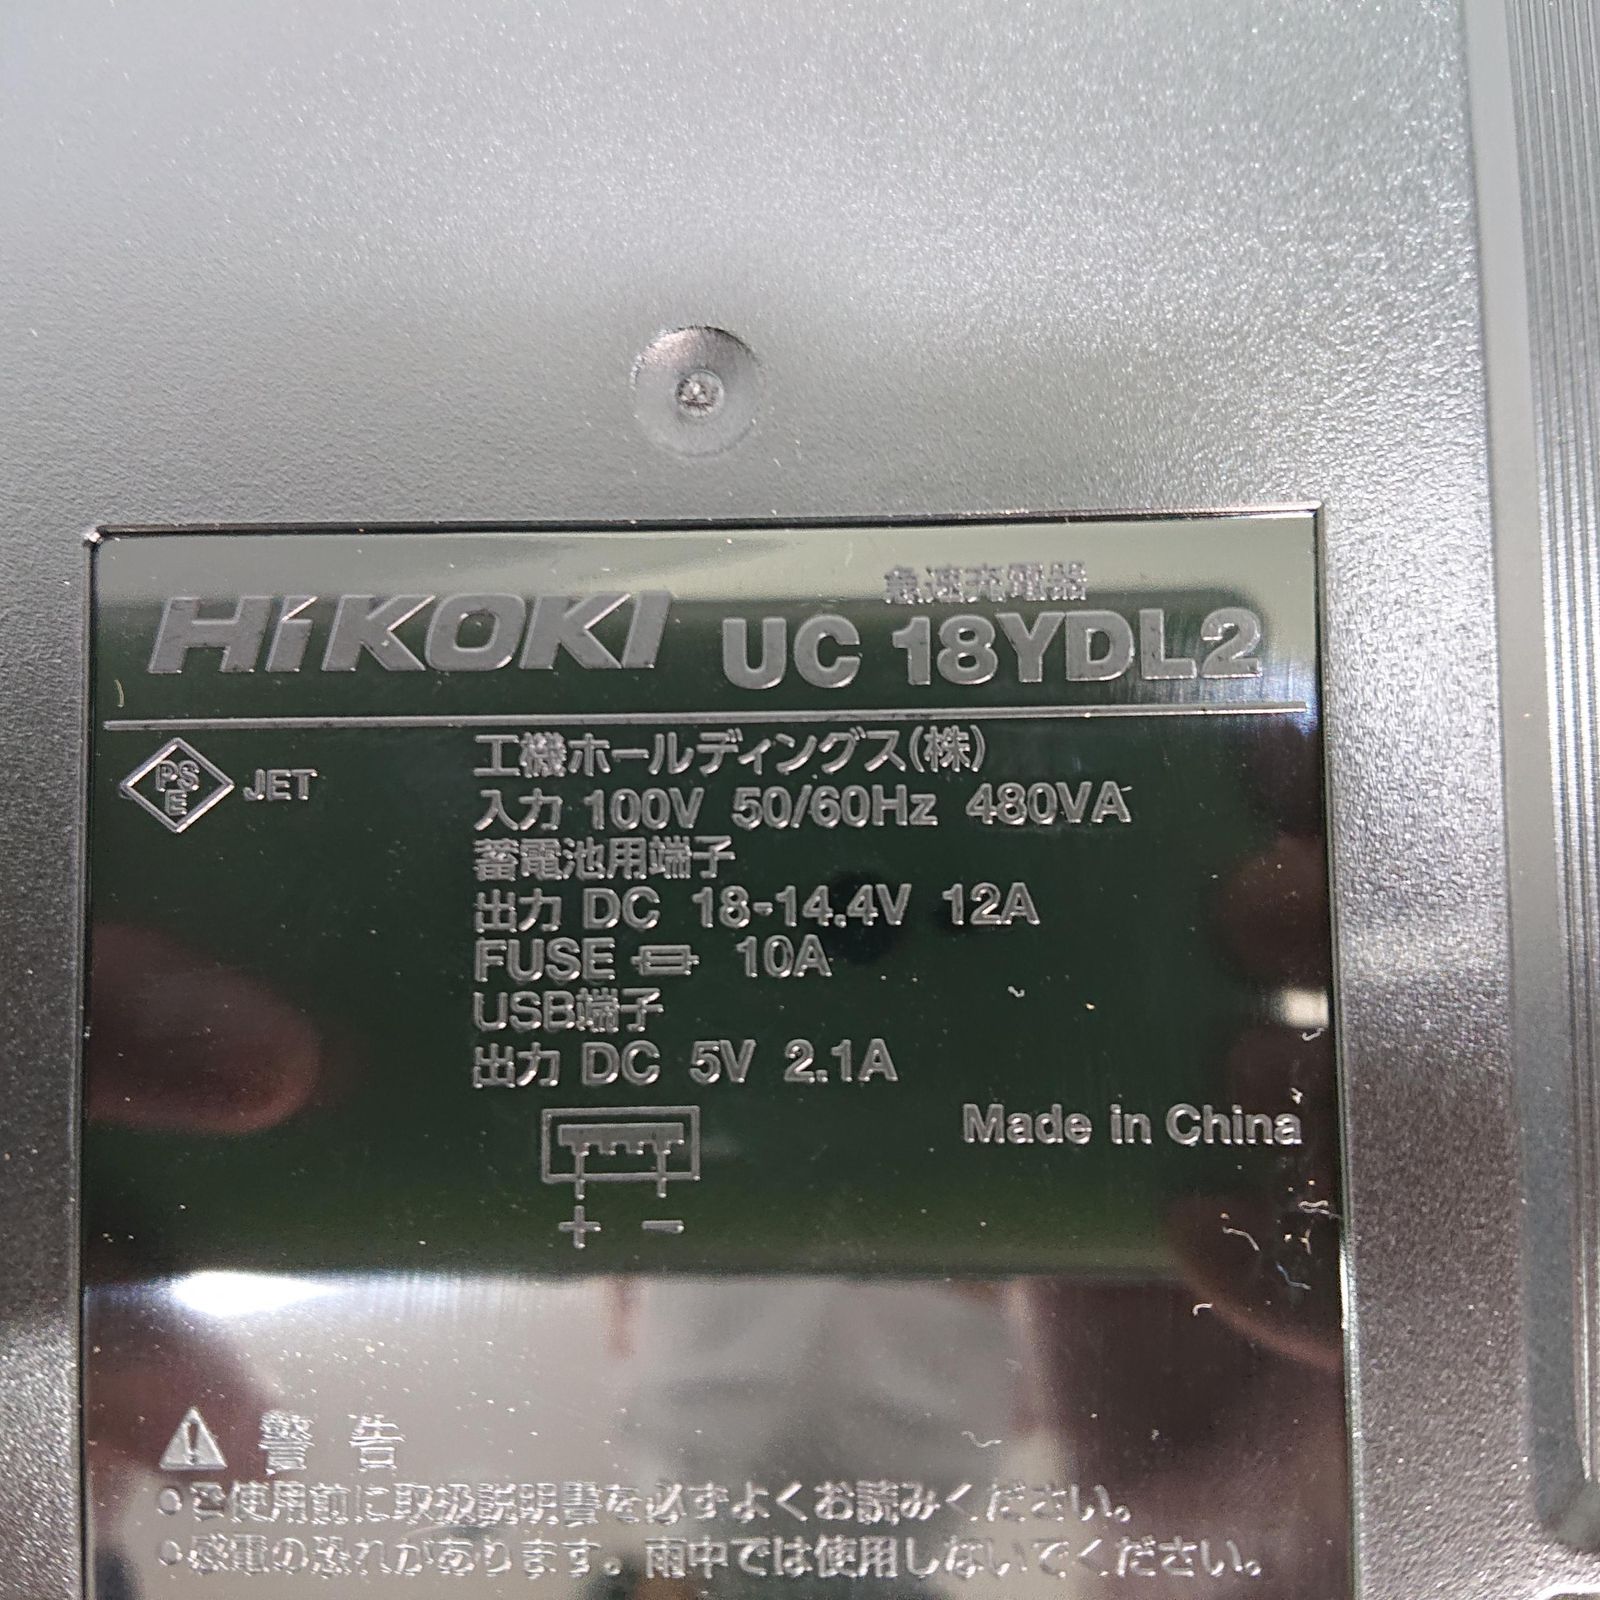 HiKOKI
急速充電器
UC 18YDL2
PSE JET
工機ホールディングス(株)
入力 100V 50/60Hz 480VA
蓄電池用端子
出力 DC 18-14.4V 12A
FUSE 10A
USB端子
出力 DC 5V 2.1A
Made in China
+ -
警告
●ご使用前に取扱説明書を必ずよくお読みください。
●感電の恐れがあります。雨中では使用しないでください。